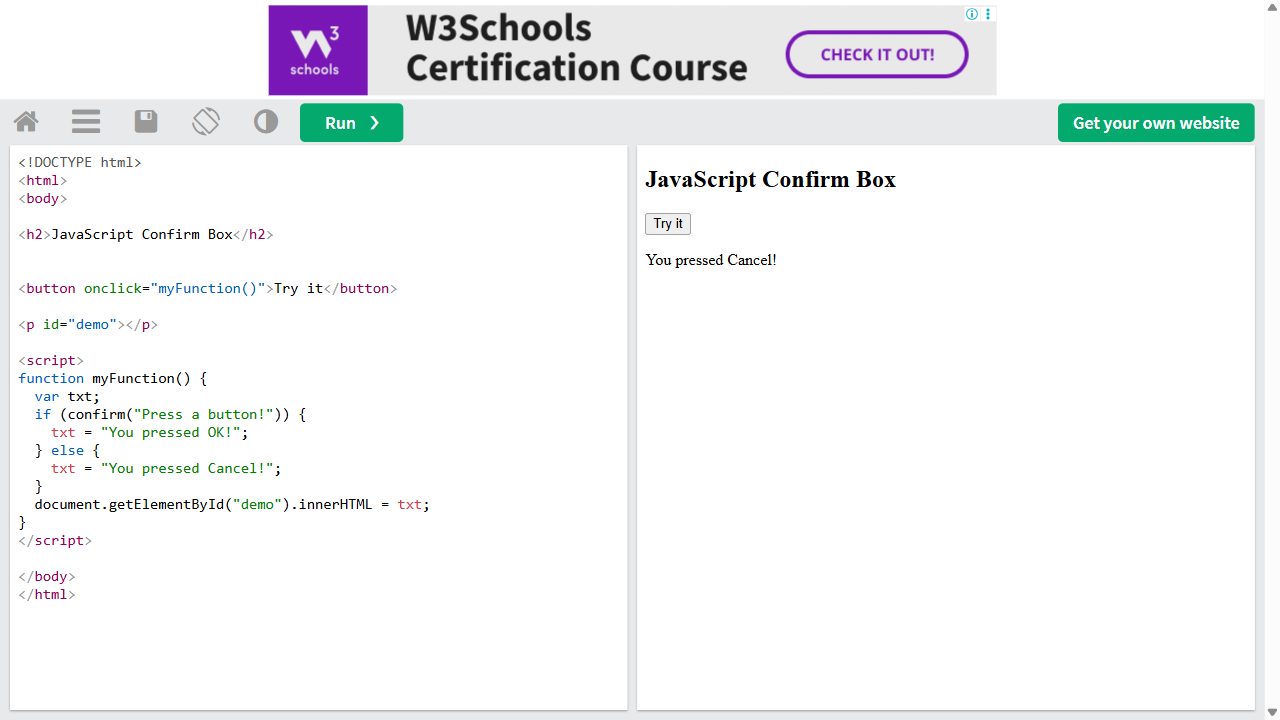 W3Schools
Certification Course
3
schools
CHECK IT OUT!
Run ❯
Get your own website
<!DOCTYPE html>
<html>
<body>
<h2>JavaScript Confirm Box</h2>
<button onclick="myFunction()">Try it</button>
<p id="demo"></p>
<script>
function myFunction() {
  var txt;
  if (confirm("Press a button!")) {
    txt = "You pressed OK!";
  } else {
    txt = "You pressed Cancel!";
  }
  document.getElementById("demo").innerHTML = txt;
}
</script>
</body>
</html>
JavaScript Confirm Box
Try it
You pressed Cancel!